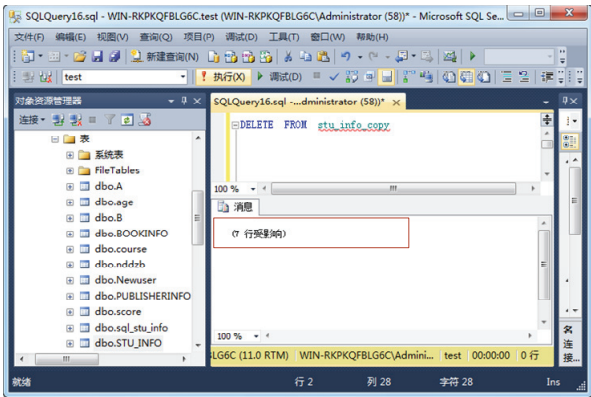 SQLQuery16.sql - WIN-RKPKQFBLG6C.test (WIN-RKPKQFBLG6C\Administrator (58))* - Microsoft SQL Se...
文件(F) 编辑(E) 视图(V) 查询(Q) 项目(P) 调试(D) 工具(T) 窗口(W) 帮助(H)
新建查询(N)
test 执行(X) 调试(D)
对象资源管理器
连接
表
系统表
FileTables
dbo.A
dbo.age
dbo.B
dbo.BOOKINFO
dbo.course
dbo.nddzb
dbo.Newuser
dbo.PUBLISHERINFO
dbo.score
dbo.sql_stu_info
dbo.STU_INFO
SQLQuery16.sql -...dministrator (58))*
DELETE FROM stu_info_copy
100 %
消息
(7 行受影响)
100 %
LG6C (11.0 RTM) WIN-RKPKQFBLG6C\Admini... test 00:00:00 0 行
名
连
接...
就绪 行 2 列 28 字符 28 Ins